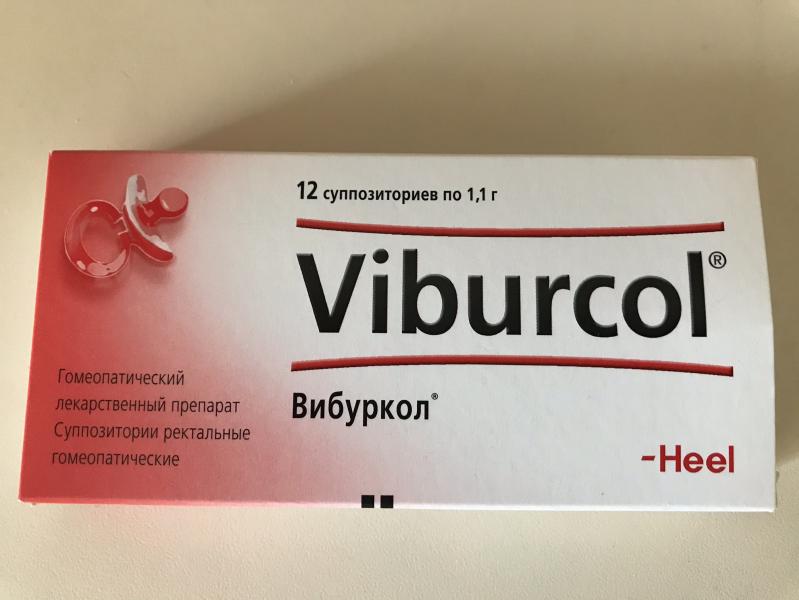 12 суппозиториев по 1,1 г
Viburcol®
Вибуркол®
Гомеопатический
лекарственный препарат
Суппозитории ректальные
гомеопатические
-Heel